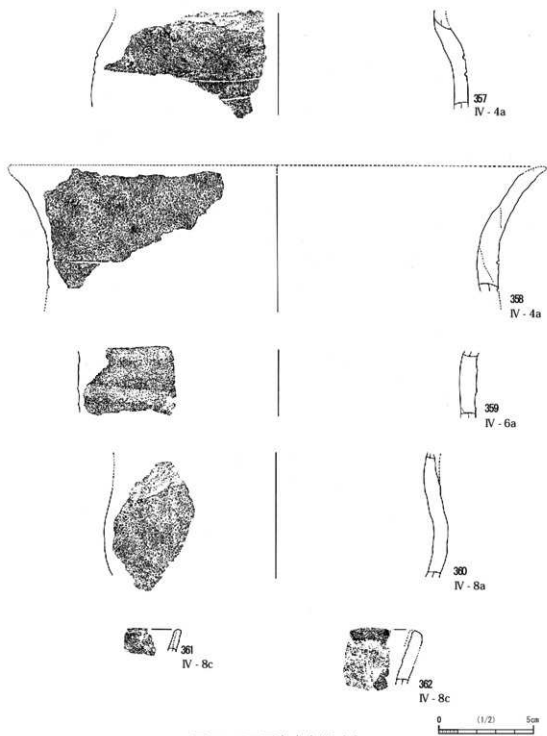 357
IV - 4a
358
IV - 4a
359
IV - 6a
360
IV - 8a
361
IV - 8c
362
IV - 8c
0 (1/2) 5cm